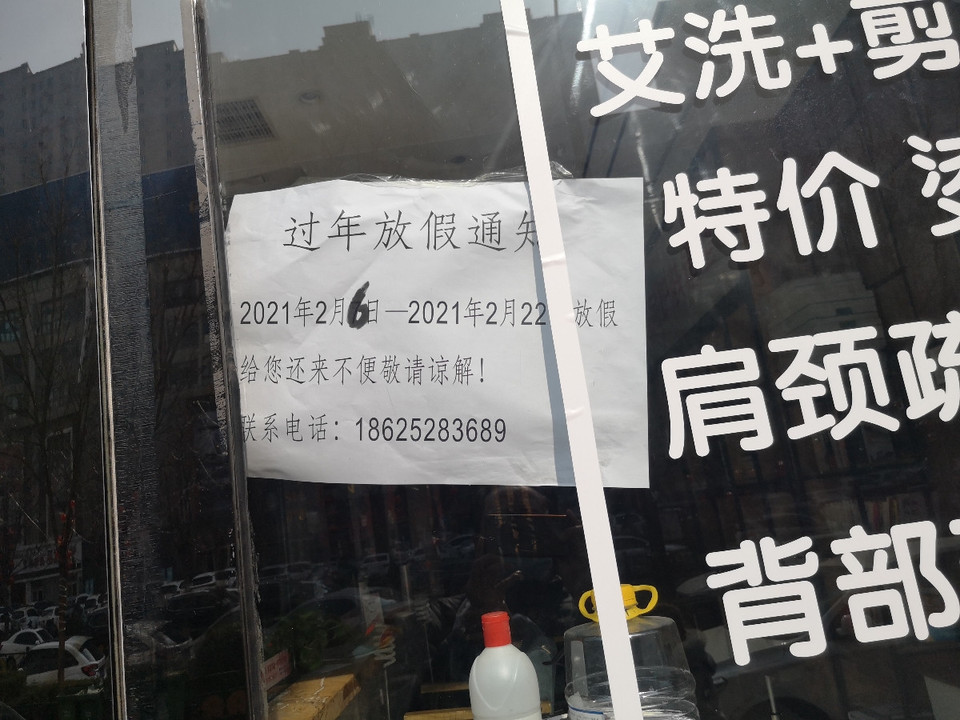 过年放假通知
2021年2月6日—2021年2月22 放假
给您还来不便敬请谅解！
联系电话：18625283689
艾洗+剪
特价
肩颈疏
背部